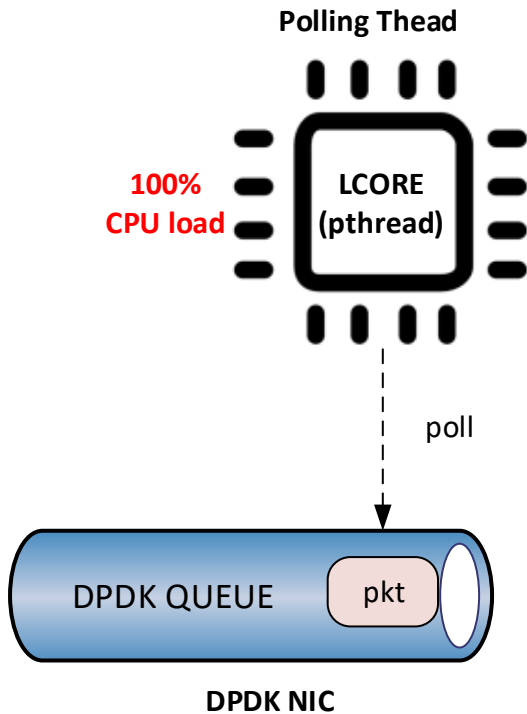 Polling Thead
100%
CPU load
LCORE
(pthread)
poll
DPDK QUEUE
pkt
DPDK NIC